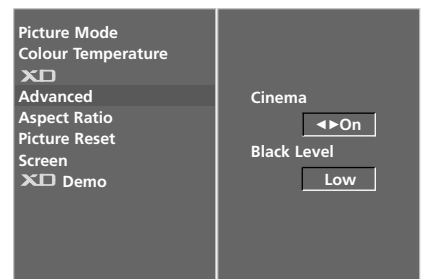 Picture Mode
Colour Temperature
XD
Advanced
Aspect Ratio
Picture Reset
Screen
XD Demo
Cinema
◄►On
Black Level
Low